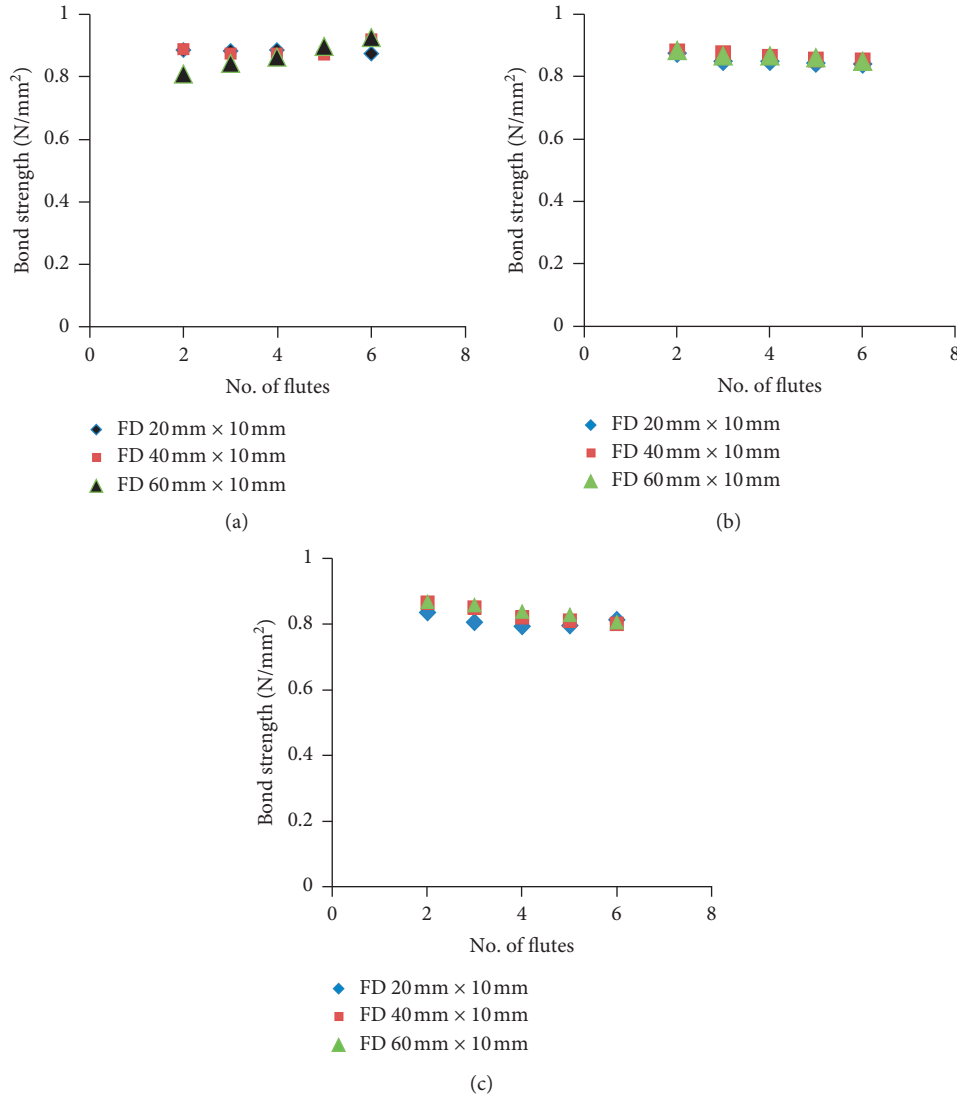 1
0.8
0.6
0.4
0.2
0
Bond strength (N/mm²)
0 2 4 6 8
No. of flutes
FD 20 mm × 10 mm
FD 40 mm × 10 mm
FD 60 mm × 10 mm
(a)
1
0.8
0.6
0.4
0.2
0
Bond strength (N/mm²)
0 2 4 6 8
No. of flutes
FD 20 mm × 10 mm
FD 40 mm × 10 mm
FD 60 mm × 10 mm
(b)
1
0.8
0.6
0.4
0.2
0
Bond strength (N/mm²)
0 2 4 6 8
No. of flutes
FD 20 mm × 10 mm
FD 40 mm × 10 mm
FD 60 mm × 10 mm
(c)